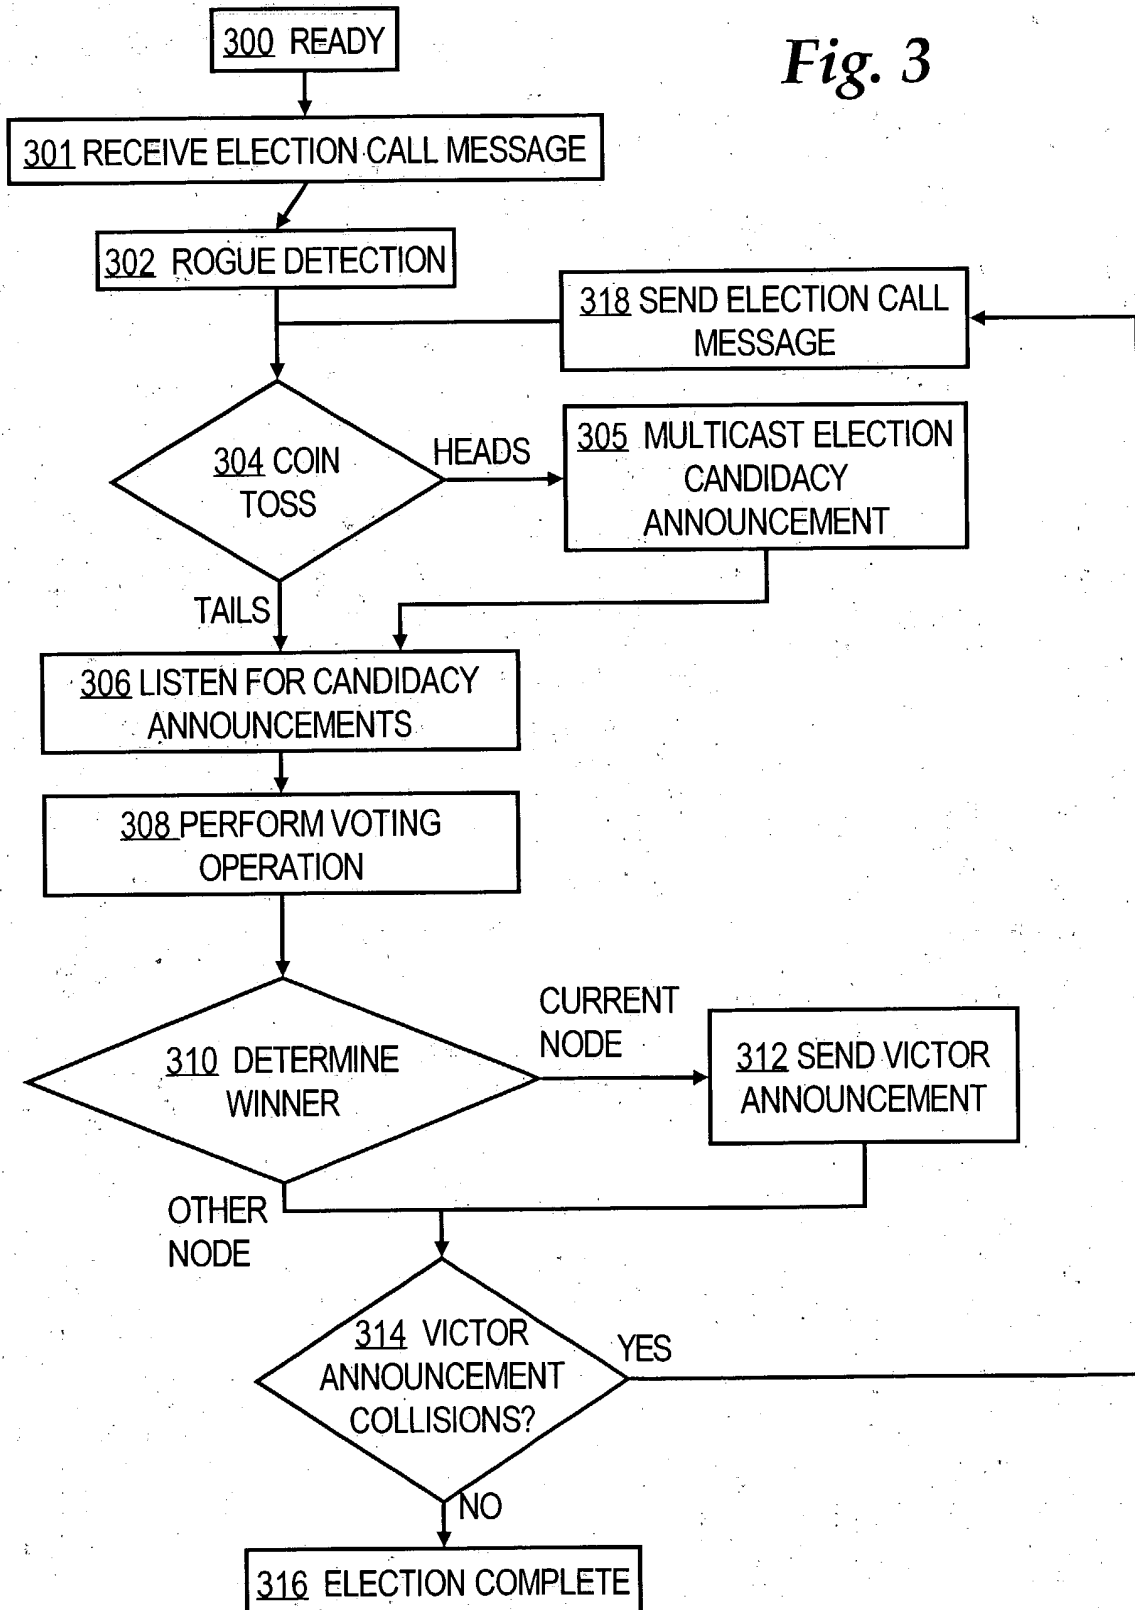 300 READY
Fig. 3
301 RECEIVE ELECTION CALL MESSAGE
302 ROGUE DETECTION
318 SEND ELECTION CALL
MESSAGE
304 COIN
TOSS
HEADS
305 MULTICAST ELECTION
CANDIDACY
ANNOUNCEMENT
TAILS
306 LISTEN FOR CANDIDACY
ANNOUNCEMENTS
308 PERFORM VOTING
OPERATION
310 DETERMINE
WINNER
CURRENT
NODE
312 SEND VICTOR
ANNOUNCEMENT
OTHER
NODE
314 VICTOR
ANNOUNCEMENT
COLLISIONS?
YES
NO
316 ELECTION COMPLETE